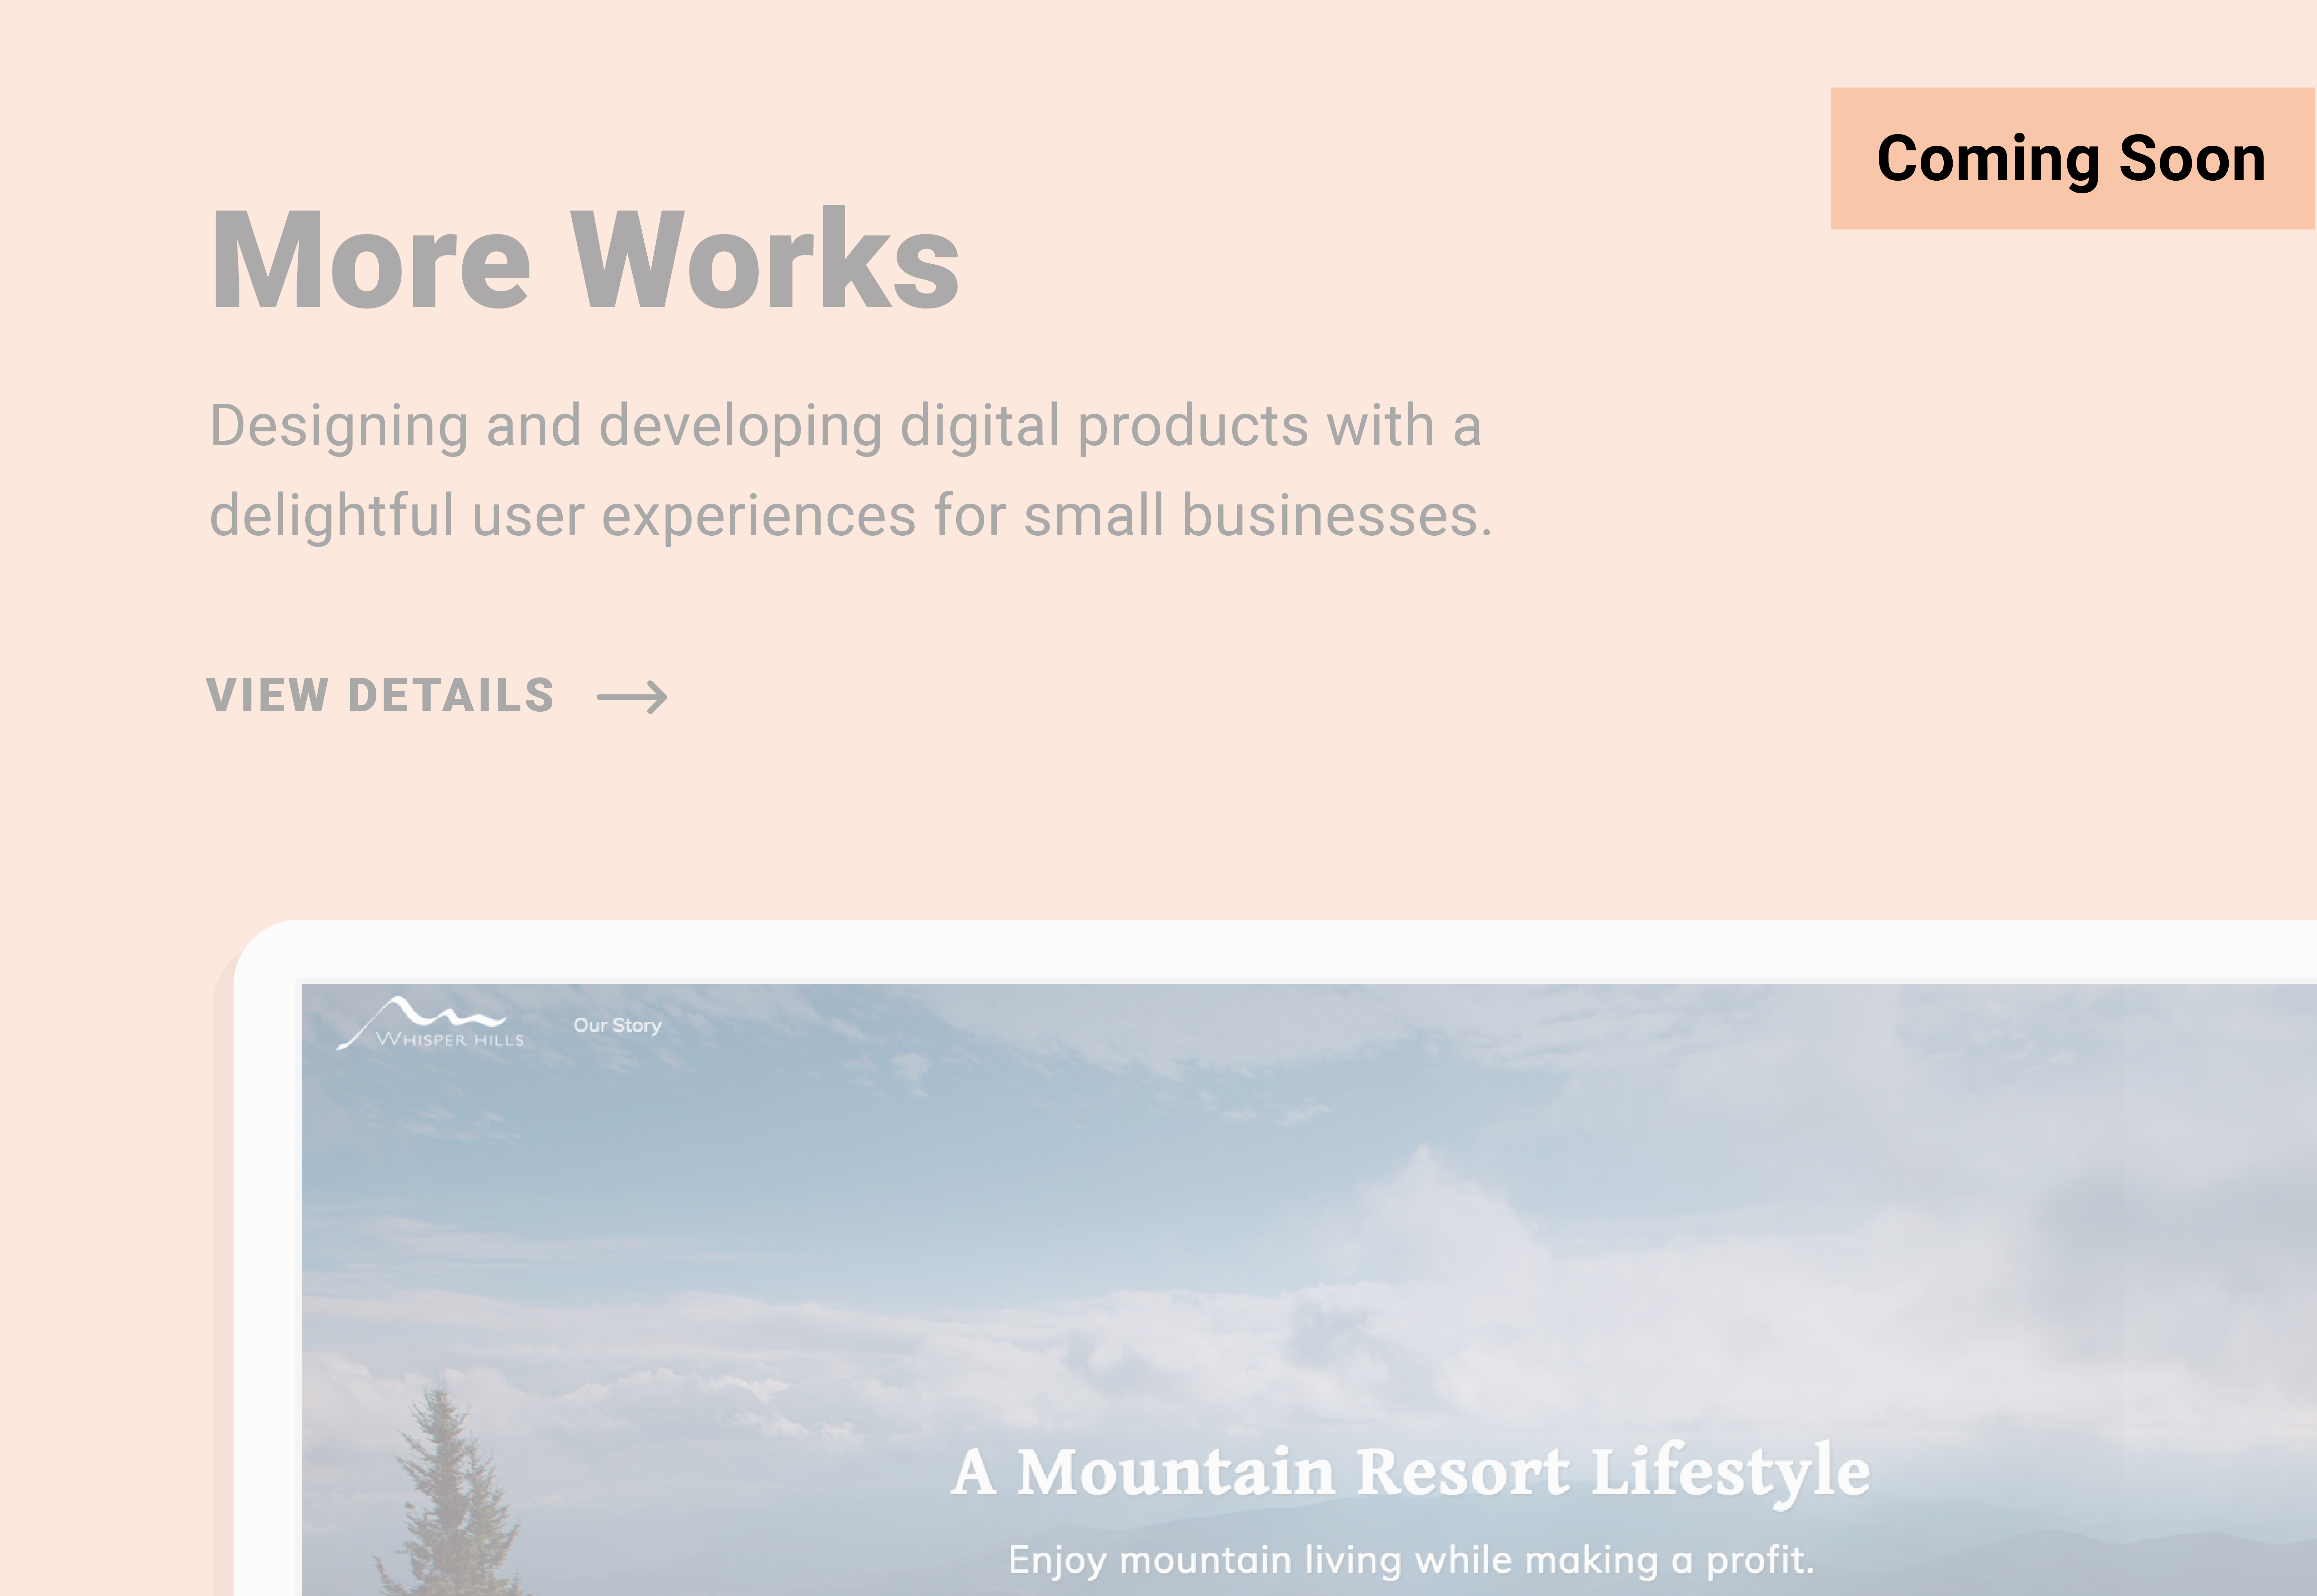 Coming Soon
More Works
Designing and developing digital products with a
delightful user experiences for small businesses.
VIEW DETAILS
WHISPER HILLS
Our Story
A Mountain Resort Lifestyle
Enjoy mountain living while making a profit.